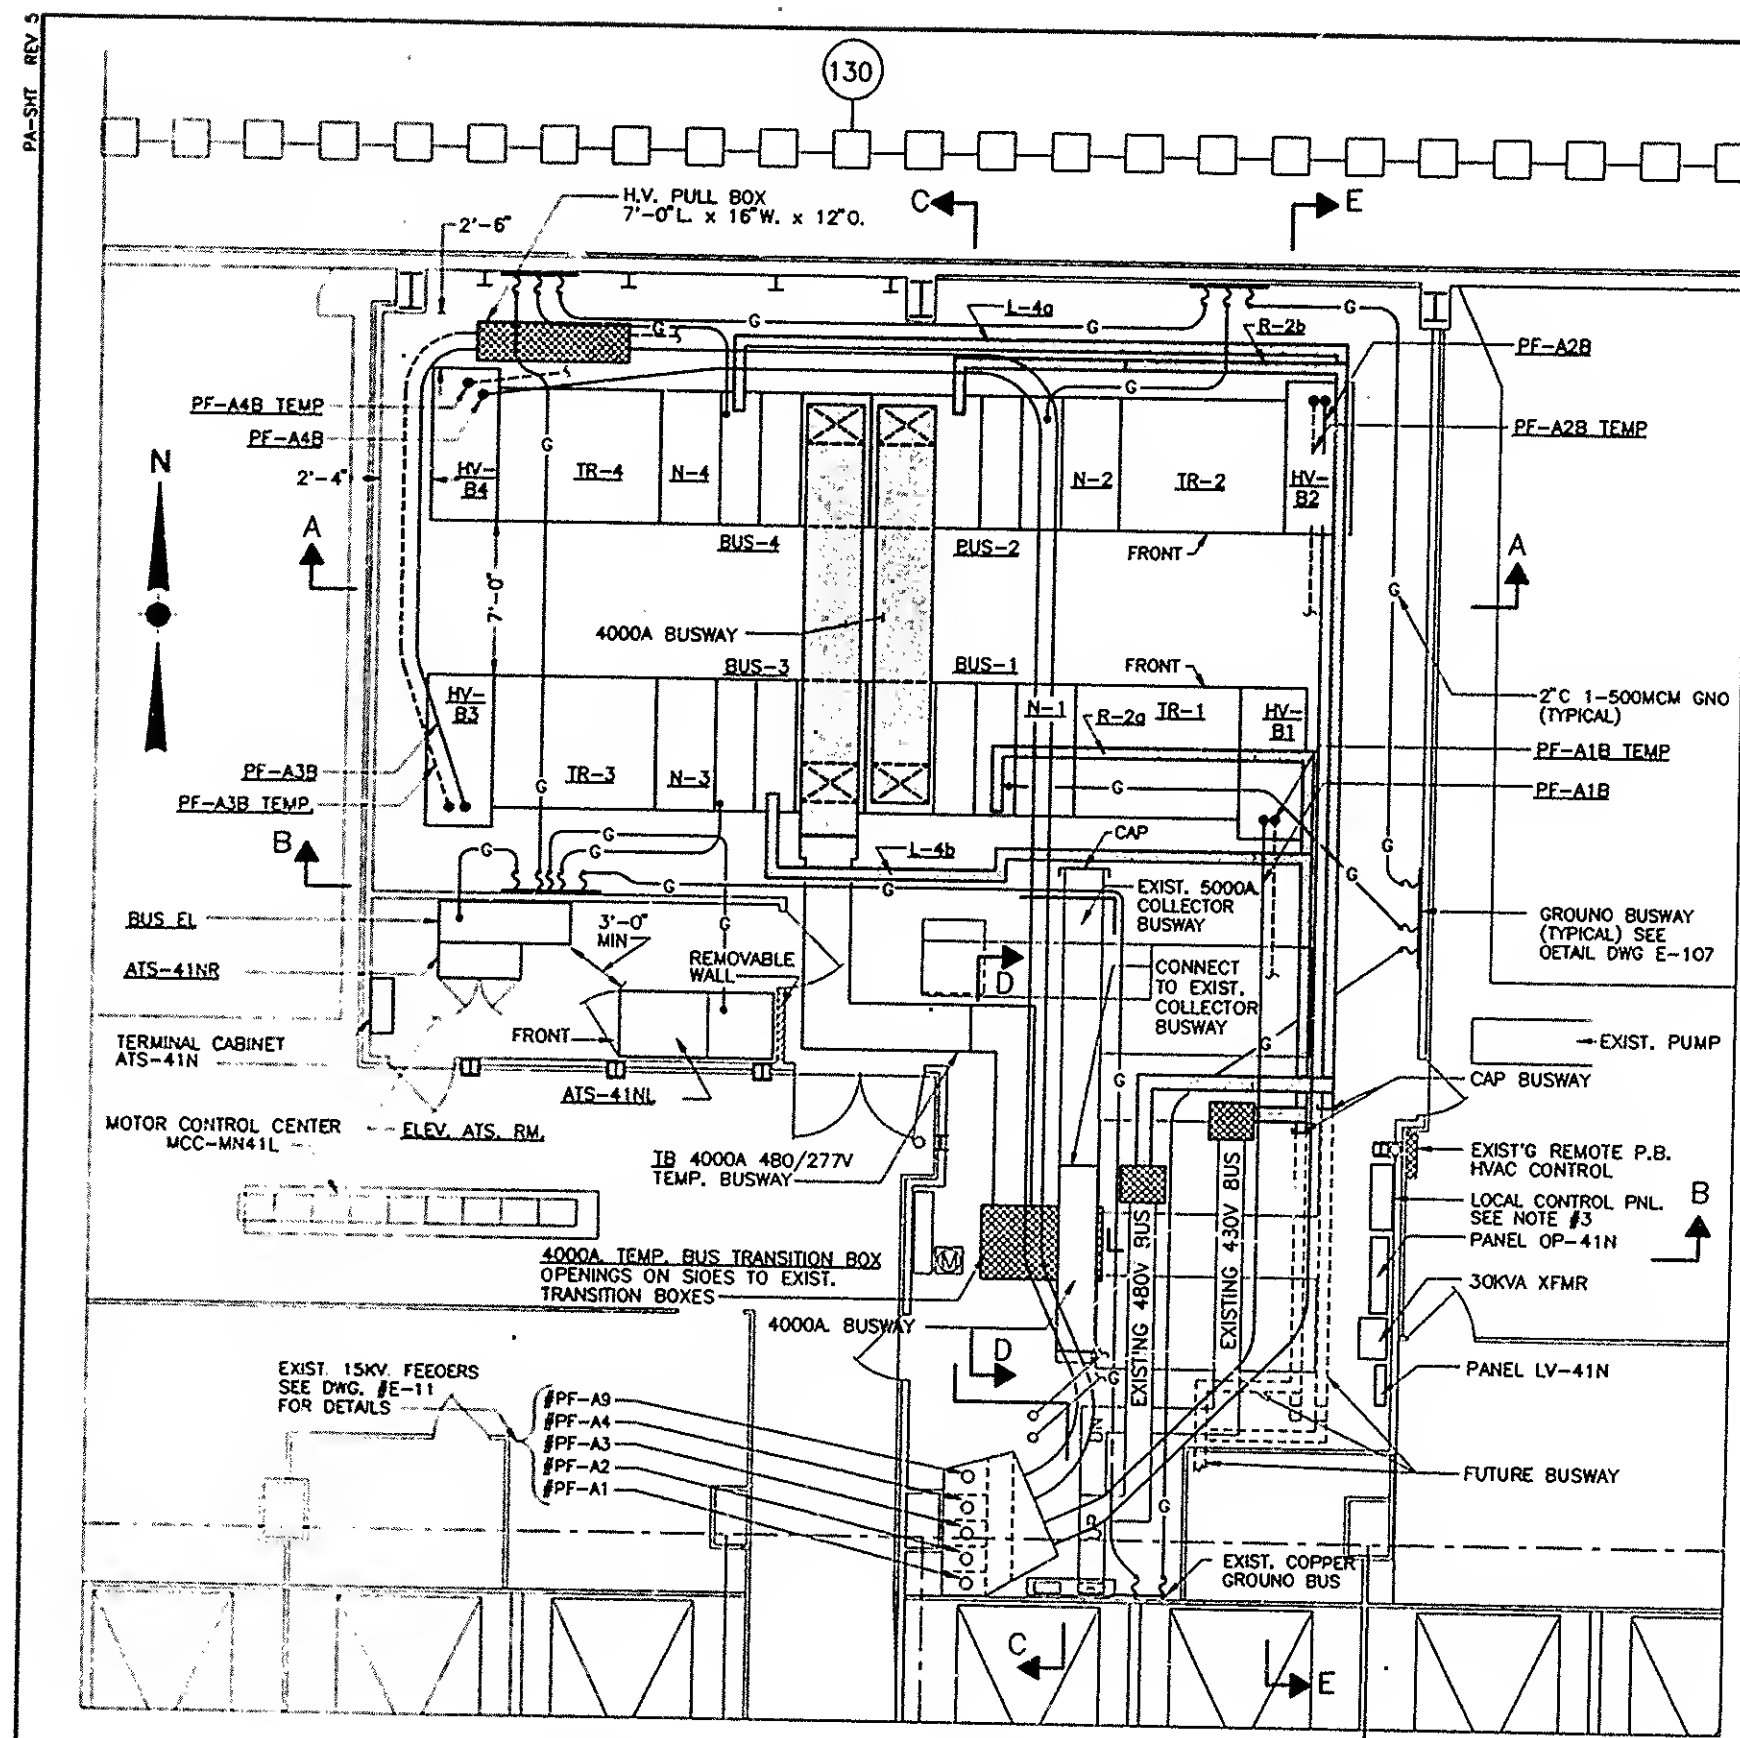 PA-SHT REV 5
130
H.V. PULL BOX
7'-0"L. x 16"W. x 12"O.
C
E
2'-6"
L-4a
R-2b
G
G
G
G
PF-A2B
PF-A4B TEMP
PF-A4B
PF-A2B TEMP
N
2'-4"
HV-
B4
TR-4
N-4
N-2
TR-2
HV-
B2
G
A
BUS-4
BUS-2
FRONT
A
7'-0"
G
4000A BUSWAY
BUS-3
BUS-1
FRONT
HV-
B3
N-1
R-2a
TR-1
HV-
B1
2"C 1-500MCM GNO
(TYPICAL)
PF-A1B TEMP
PF-A3B
TR-3
N-3
G
G
PF-A1B
PF-A3B TEMP.
B
G
G
G
L-4b
CAP
G
G
G
G
EXIST. 5000A.
COLLECTOR
BUSWAY
BUS EL
3'-0"
MIN
G
GROUNO BUSWAY
(TYPICAL) SEE
OETAIL DWG E-107
ATS-41NR
REMOVABLE
WALL
D
CONNECT
TO EXIST.
COLLECTOR
BUSWAY
FRONT
TERMINAL CABINET
ATS-41N
G
EXIST. PUMP
ATS-41NL
G
CAP BUSWAY
MOTOR CONTROL CENTER
MCC-MN41L
ELEV. ATS. RM.
TB 4000A 480/277V
TEMP. BUSWAY
EXIST'G REMOTE P.B.
HVAC CONTROL
LOCAL CONTROL PNL.
SEE NOTE #3
B
PANEL OP-41N
M
4000A. TEMP. BUS TRANSITION BOX
OPENINGS ON SIOES TO EXIST.
TRANSITION BOXES
EXISTING 480V BUS
EXISTING 430V BUS
30KVA XFMR
4000A. BUSWAY
D
G
PANEL LV-41N
EXIST. 15KV. FEEOERS
SEE DWG. #E-11
FOR DETAILS
#PF-A9
#PF-A4
#PF-A3
#PF-A2
#PF-A1
FUTURE BUSWAY
G
EXIST. COPPER
GROUNO BUS
C
E